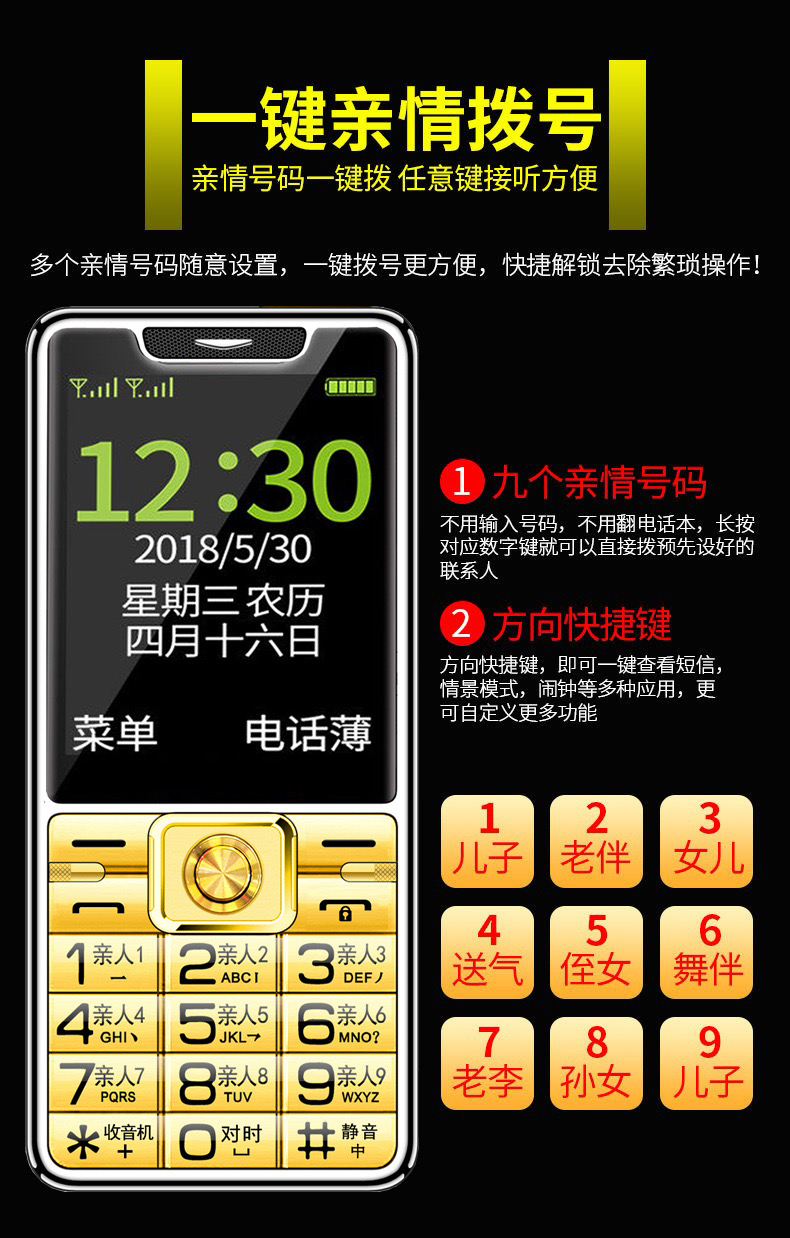 一键亲情拨号
亲情号码一键拨 任意键接听方便
多个亲情号码随意设置，一键拨号更方便，快捷解锁去除繁琐操作！
12:30
2018/5/30
星期三 农历
四月十六日
菜单 电话薄
1 九个亲情号码
不用输入号码，不用翻电话本，长按
对应数字键就可以直接拨预先设好的
联系人
2 方向快捷键
方向快捷键，即可一键查看短信，
情景模式，闹钟等多种应用，更
可自定义更多功能
1 2 3
儿子 老伴 女儿
4 5 6
送气 侄女 舞伴
7 8 9
老李 孙女 儿子
1 亲人1 2 亲人2 ABC 3 亲人3 DEF
4 亲人4 GHI 5 亲人5 JKL→ 6 亲人6 MNO?
7 亲人7 PQRS 8 亲人8 TUV 9 亲人9 WXYZ
* 收音机 + 0 对时 # 静音 中